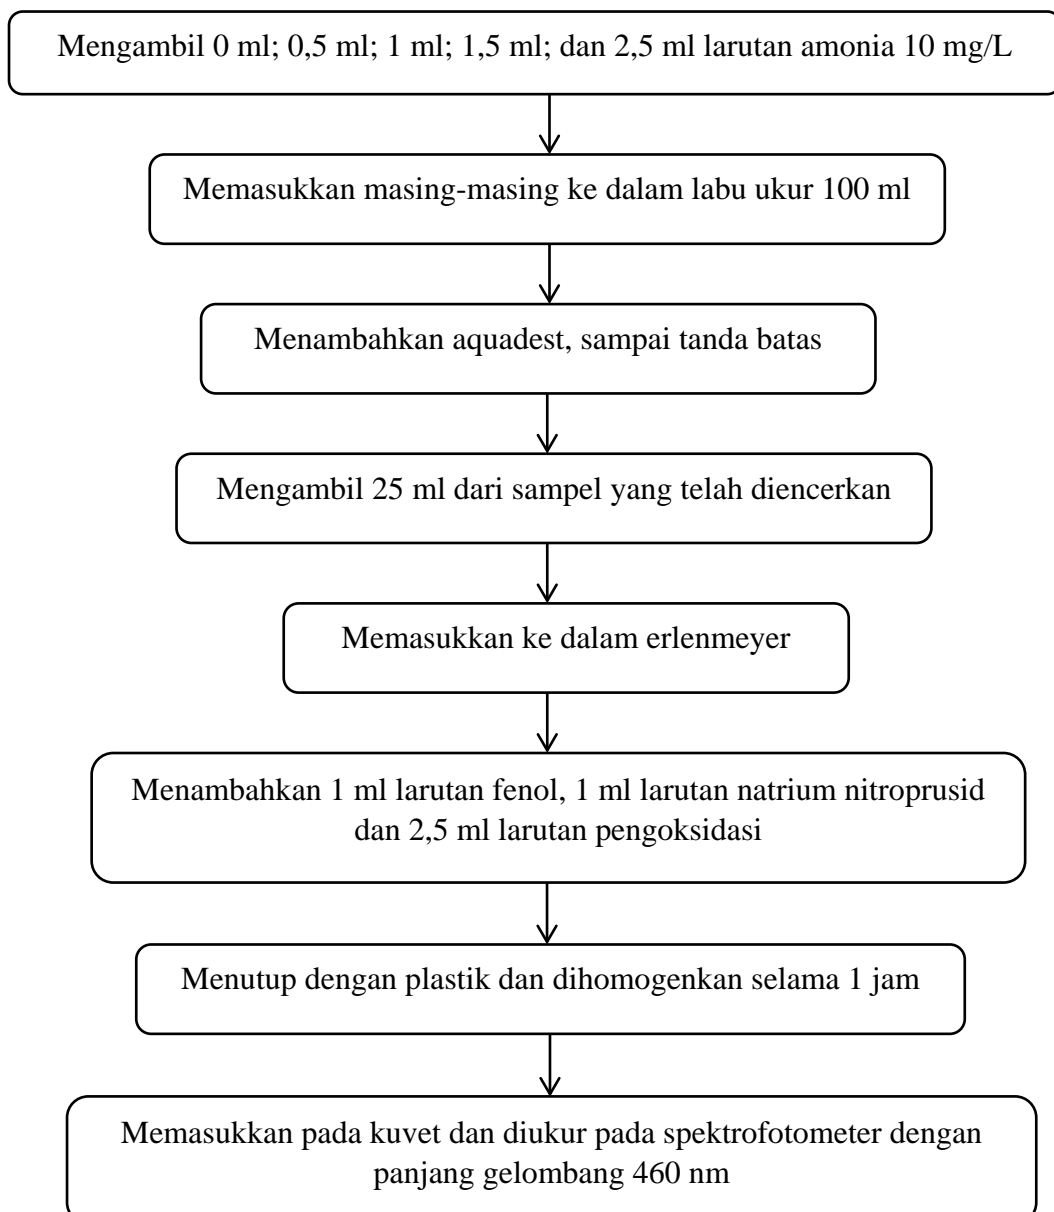 Mengambil 0 ml; 0,5 ml; 1 ml; 1,5 ml; dan 2,5 ml larutan amonia 10 mg/L
Memasukkan masing-masing ke dalam labu ukur 100 ml
Menambahkan aquadest, sampai tanda batas
Mengambil 25 ml dari sampel yang telah diencerkan
Memasukkan ke dalam erlenmeyer
Menambahkan 1 ml larutan fenol, 1 ml larutan natrium nitroprusid
dan 2,5 ml larutan pengoksidasi
Menutup dengan plastik dan dihomogenkan selama 1 jam
Memasukkan pada kuvet dan diukur pada spektrofotometer dengan
panjang gelombang 460 nm